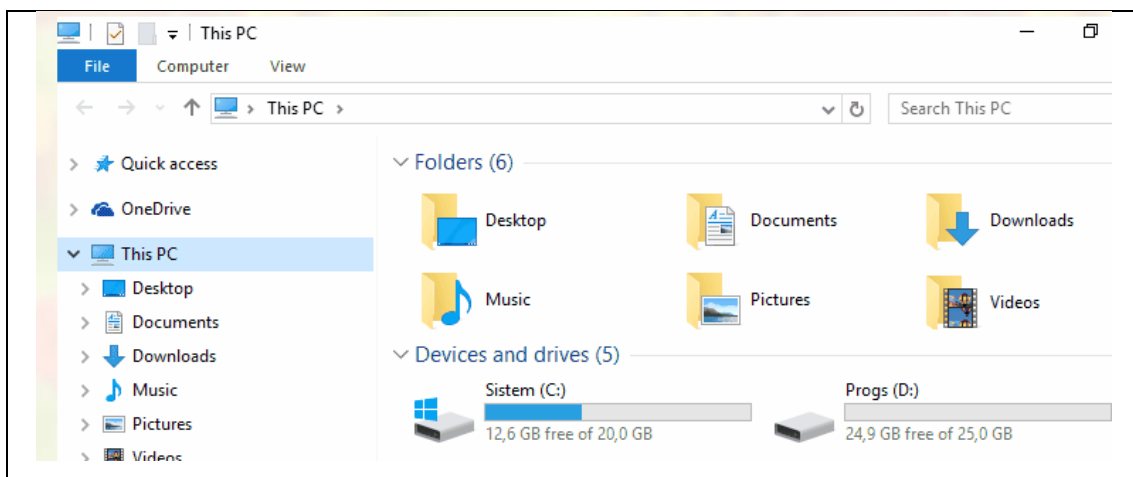 This PC
File Computer View
This PC
Search This PC
Quick access
OneDrive
This PC
Desktop
Documents
Downloads
Music
Pictures
Videos
Folders (6)
Desktop Documents Downloads
Music Pictures Videos
Devices and drives (5)
Sistem (C:) Progs (D:)
12,6 GB free of 20,0 GB 24,9 GB free of 25,0 GB